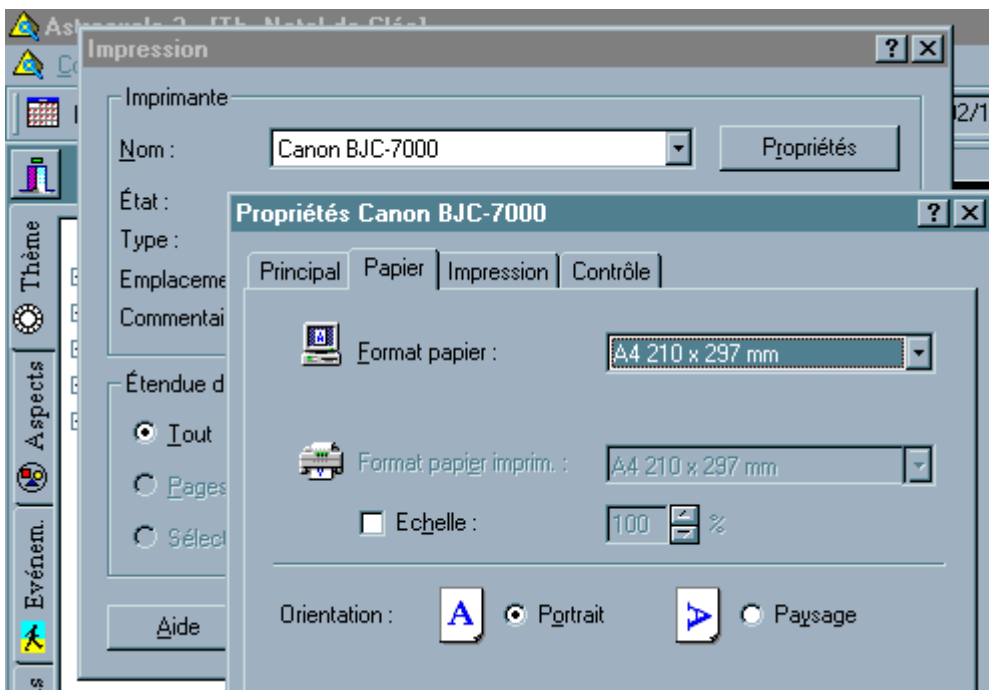 Impression
Imprimante
Nom :
Canon BJC-7000
Propriétés
État :
Type :
Emplaceme
Commentai
Étendue d
Tout
Pages
Sélect
Aide
Propriétés Canon BJC-7000
Principal
Papier
Impression
Contrôle
Format papier :
A4 210 x 297 mm
Format papier imprim. :
A4 210 x 297 mm
Echelle :
100 %
Orientation :
A
Portrait
A
Paysage
Thème
Aspects
Evénem.
02/1